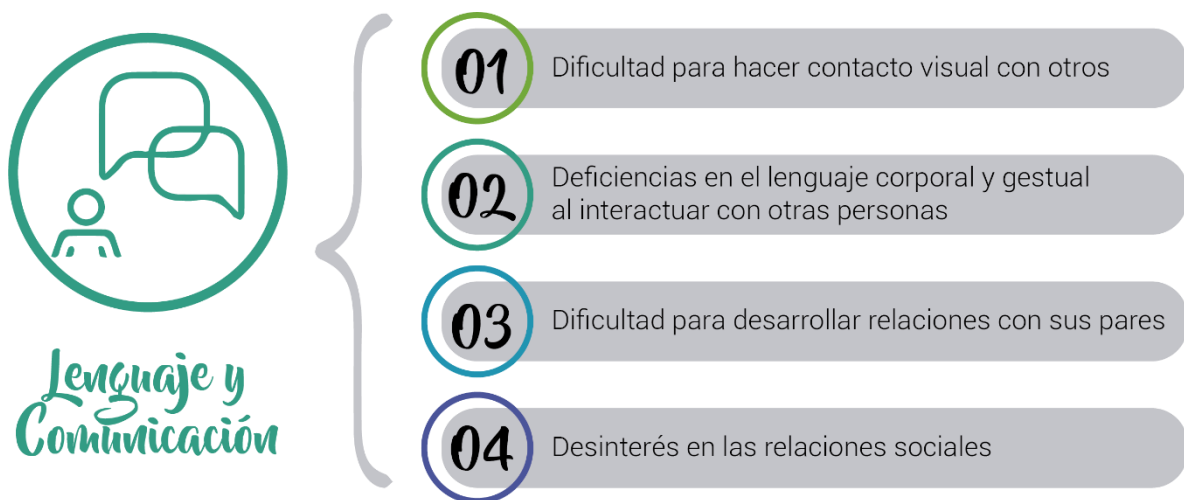 Lenguaje y
Comunicación
01
Dificultad para hacer contacto visual con otros
02
Deficiencias en el lenguaje corporal y gestual
al interactuar con otras personas
03
Dificultad para desarrollar relaciones con sus pares
04
Desinterés en las relaciones sociales